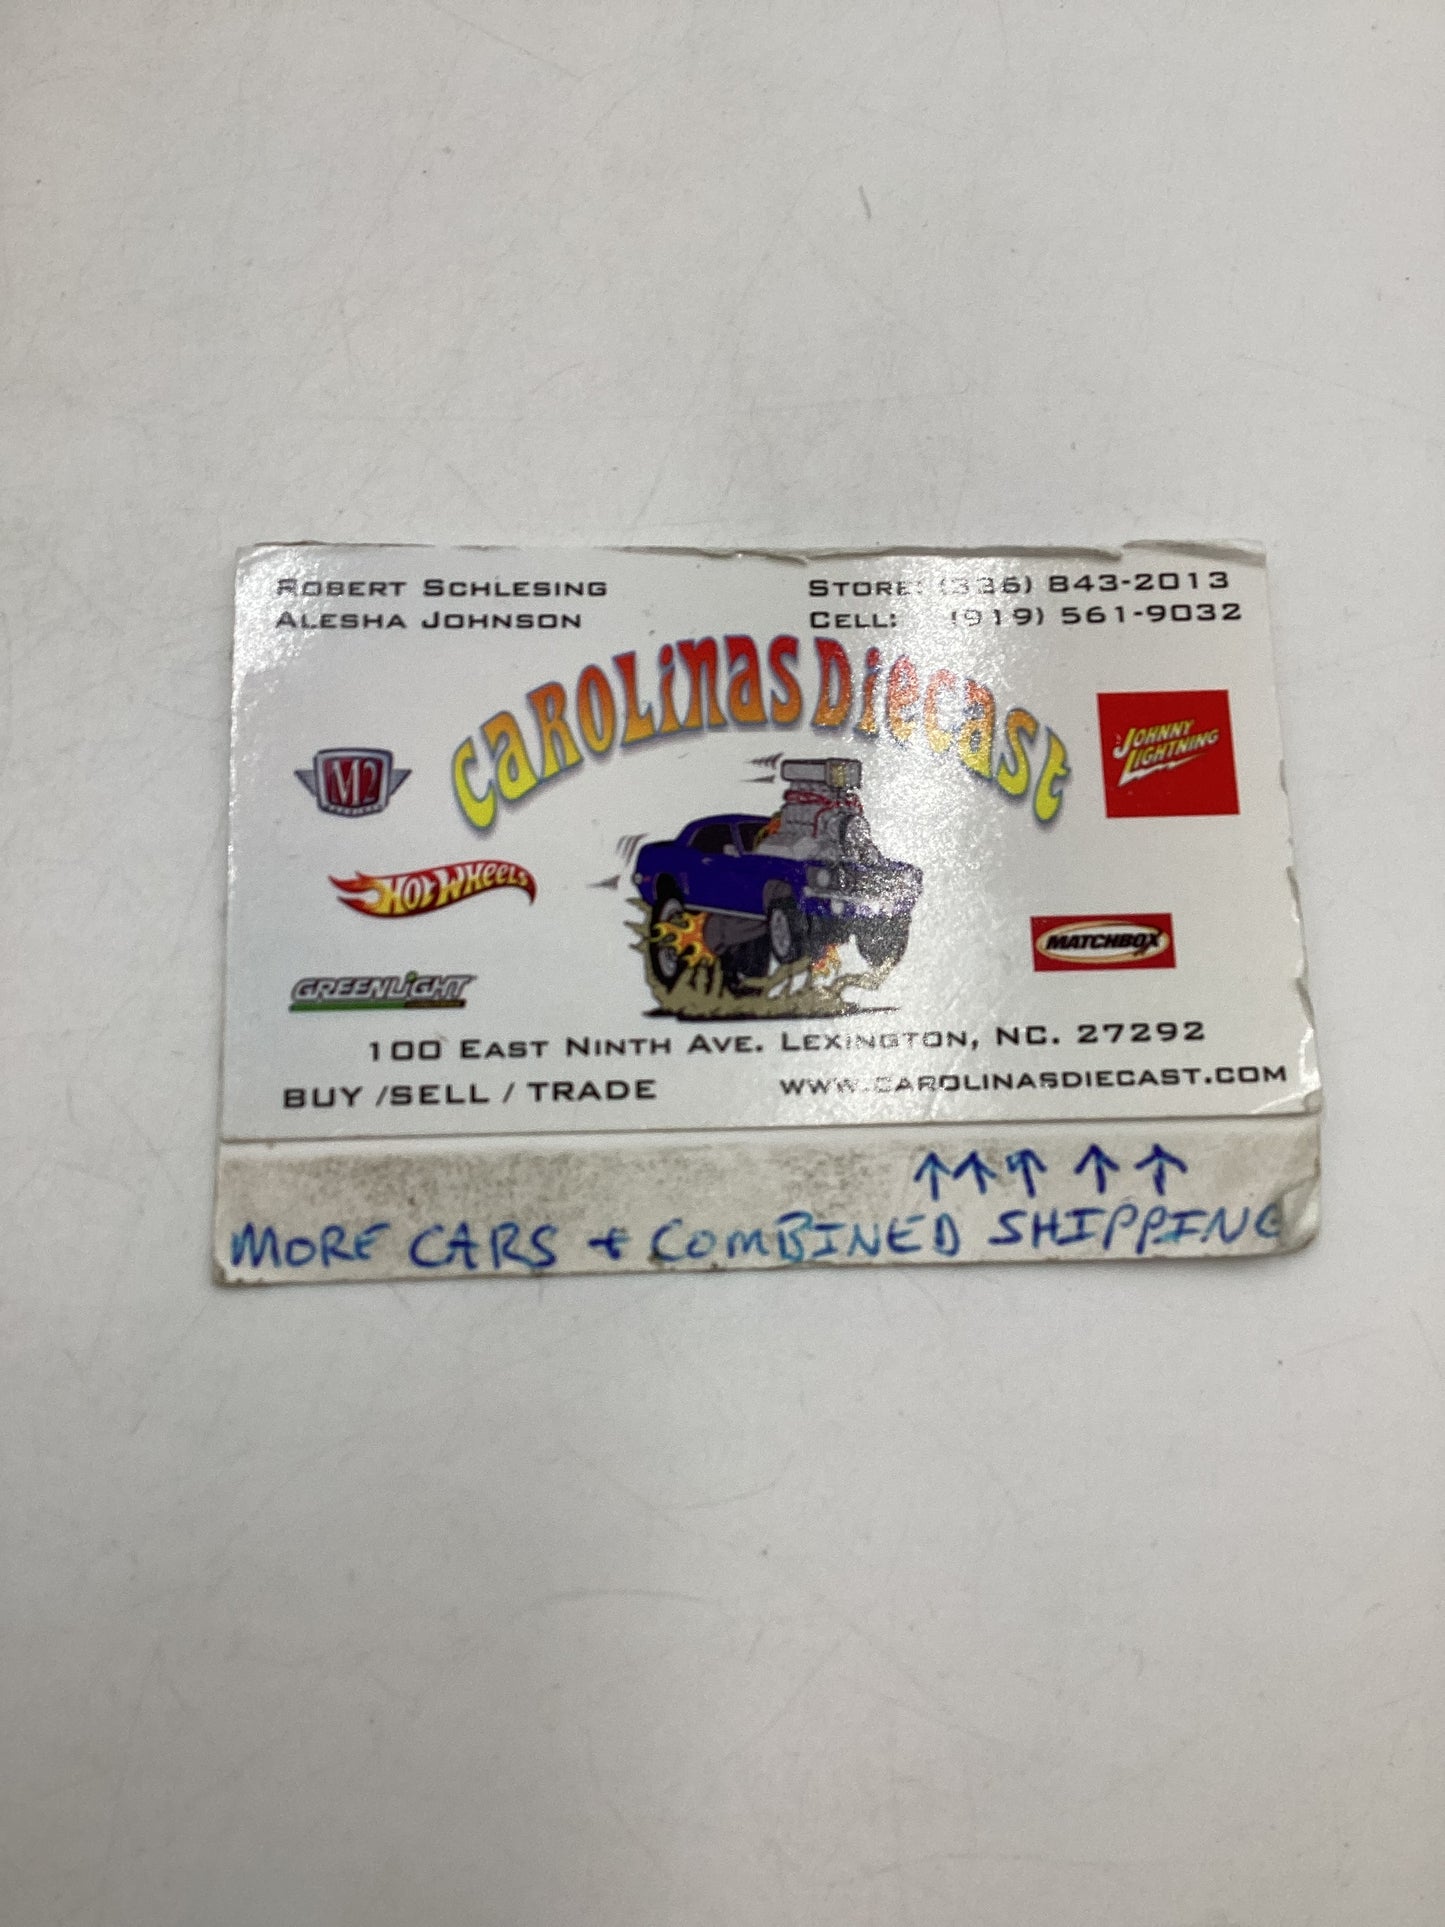 ROBERT SCHLESING
ALESHA JOHNSON
STORE: (336) 843-2013
CELL: (919) 561-9032
CAROLINAS DIECAST
M2
JOHNNY
LIGHTNING
HOT WHEELS
MATCHBOX
GREENLIGHT
100 EAST NINTH AVE. LEXINGTON, NC. 27292
BUY /SELL / TRADE
WWW.CAROLINASDIECAST.COM
↑↑↑ ↑ ↑
MORE CARS + COMBINED SHIPPING